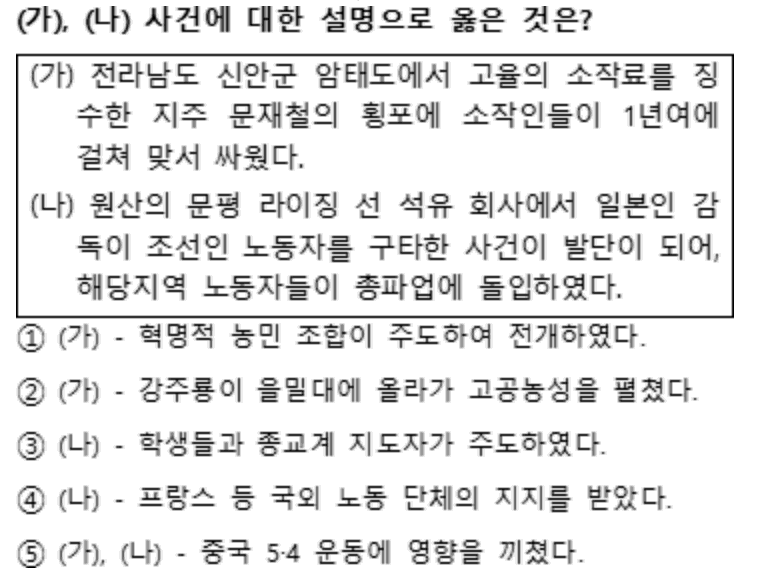 (가), (나) 사건에 대한 설명으로 옳은 것은?
(가) 전라남도 신안군 암태도에서 고율의 소작료를 징
수한 지주 문재철의 횡포에 소작인들이 1년여에
걸쳐 맞서 싸웠다.
(나) 원산의 문평 라이징 선 석유 회사에서 일본인 감
독이 조선인 노동자를 구타한 사건이 발단이 되어,
해당지역 노동자들이 총파업에 돌입하였다.
① (가) - 혁명적 농민 조합이 주도하여 전개하였다.
② (가) - 강주룡이 을밀대에 올라가 고공농성을 펼쳤다.
③ (나) - 학생들과 종교계 지도자가 주도하였다.
④ (나) - 프랑스 등 국외 노동 단체의 지지를 받았다.
⑤ (가), (나) - 중국 5·4 운동에 영향을 끼쳤다.